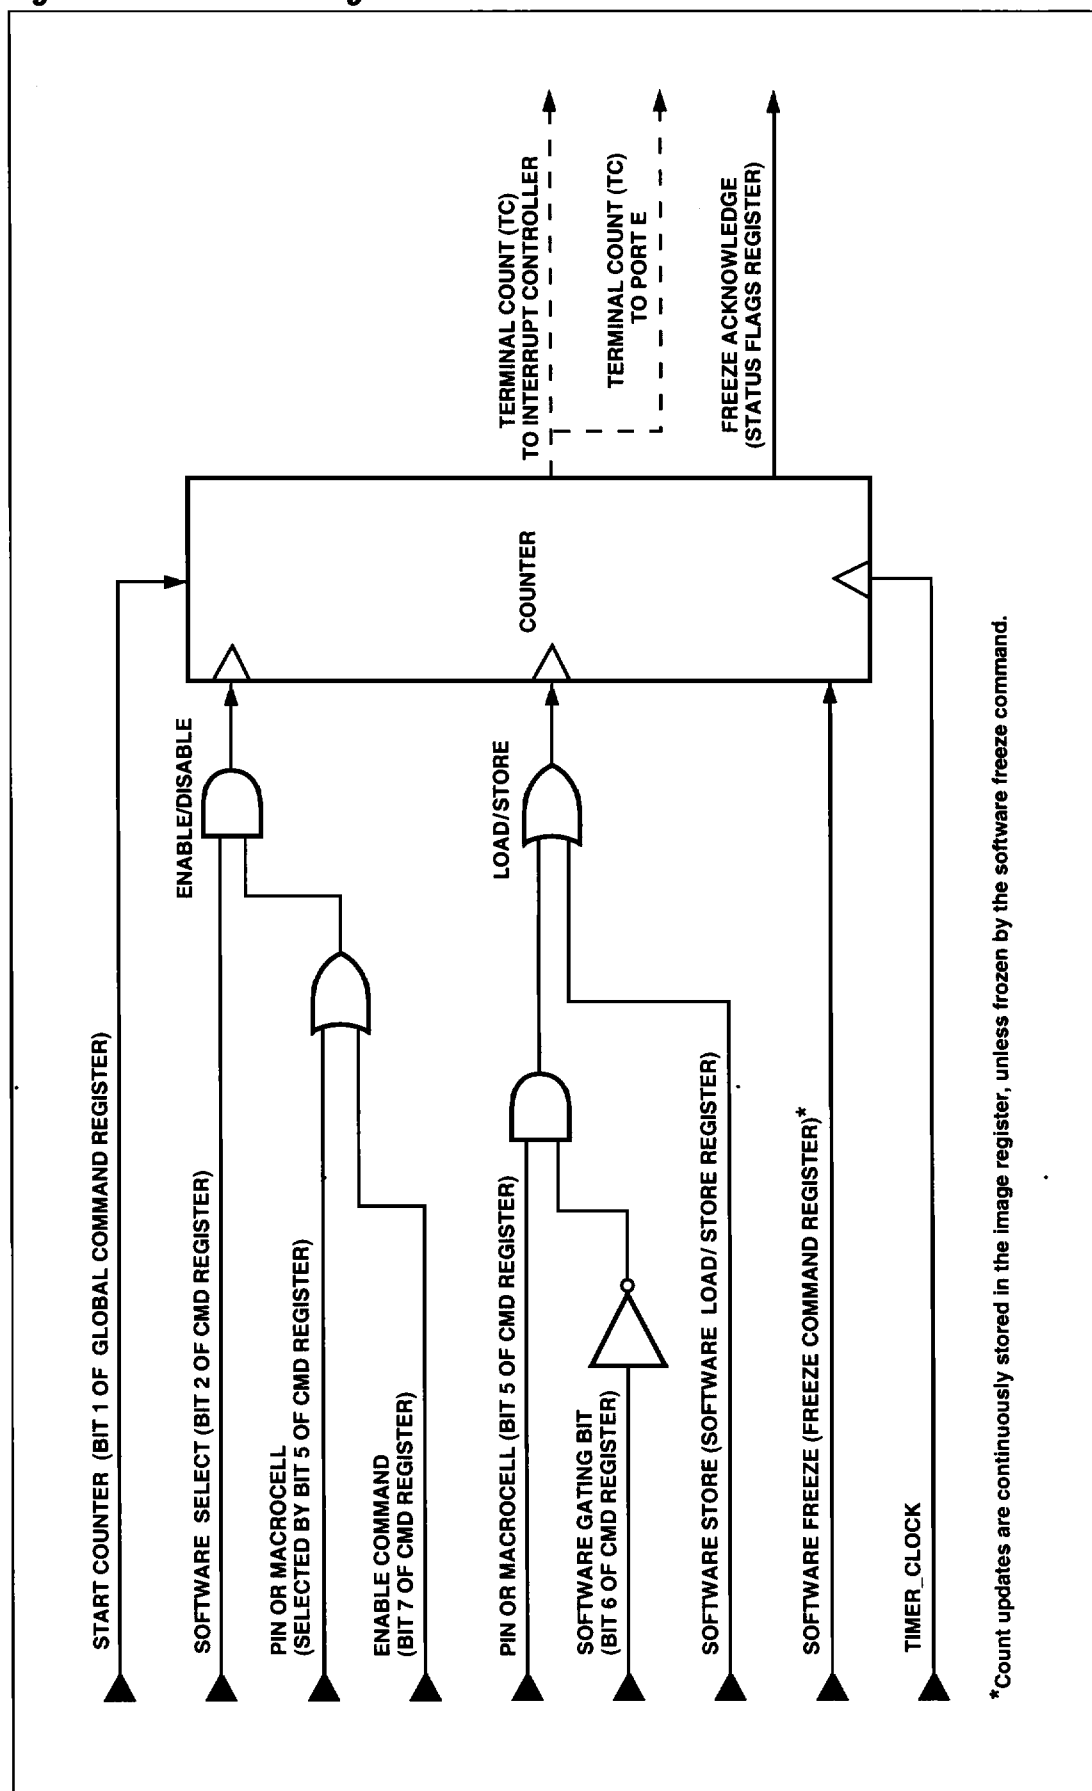 START COUNTER (BIT 1 OF GLOBAL COMMAND REGISTER)
SOFTWARE SELECT (BIT 2 OF CMD REGISTER)
PIN OR MACROCELL
(SELECTED BY BIT 5 OF CMD REGISTER)
ENABLE COMMAND
(BIT 7 OF CMD REGISTER)
PIN OR MACROCELL (BIT 5 OF CMD REGISTER)
SOFTWARE GATING BIT
(BIT 6 OF CMD REGISTER)
SOFTWARE STORE (SOFTWARE LOAD/ STORE REGISTER)
SOFTWARE FREEZE (FREEZE COMMAND REGISTER)*
TIMER_CLOCK
ENABLE/DISABLE
LOAD/STORE
COUNTER
TERMINAL COUNT (TC)
TO INTERRUPT CONTROLLER
TERMINAL COUNT (TC)
TO PORT E
FREEZE ACKNOWLEDGE
(STATUS FLAGS REGISTER)
*Count updates are continuously stored in the image register, unless frozen by the software freeze command.